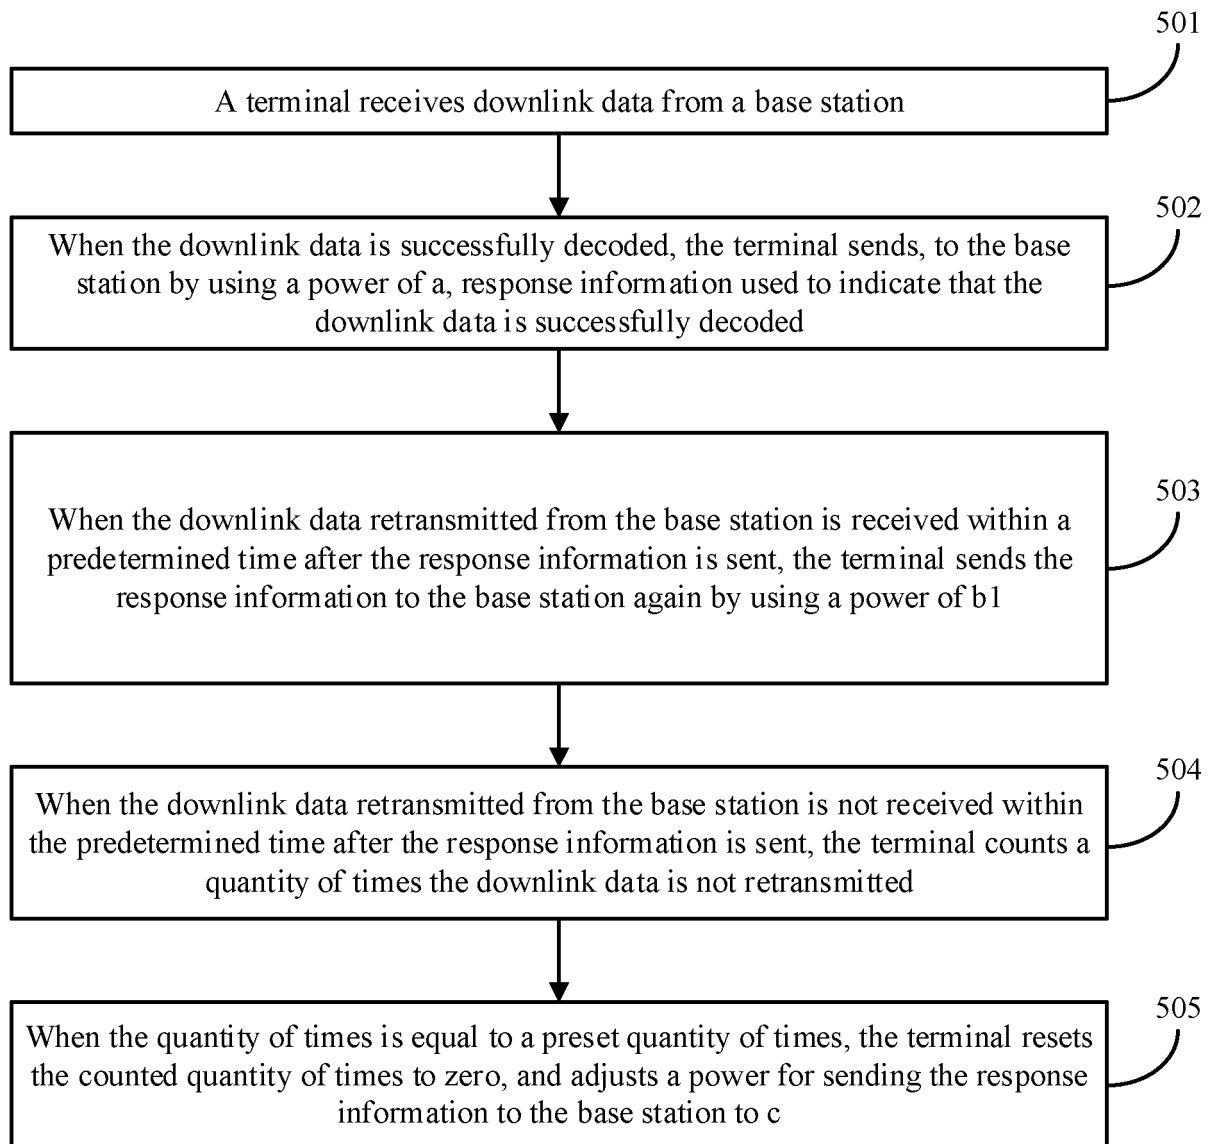 501
A terminal receives downlink data from a base station
502
When the downlink data is successfully decoded, the terminal sends, to the base
station by using a power of a, response information used to indicate that the
downlink data is successfully decoded
503
When the downlink data retransmitted from the base station is received within a
predetermined time after the response information is sent, the terminal sends the
response information to the base station again by using a power of b1
504
When the downlink data retransmitted from the base station is not received within
the predetermined time after the response information is sent, the terminal counts a
quantity of times the downlink data is not retransmitted
505
When the quantity of times is equal to a preset quantity of times, the terminal resets
the counted quantity of times to zero, and adjusts a power for sending the response
information to the base station to c